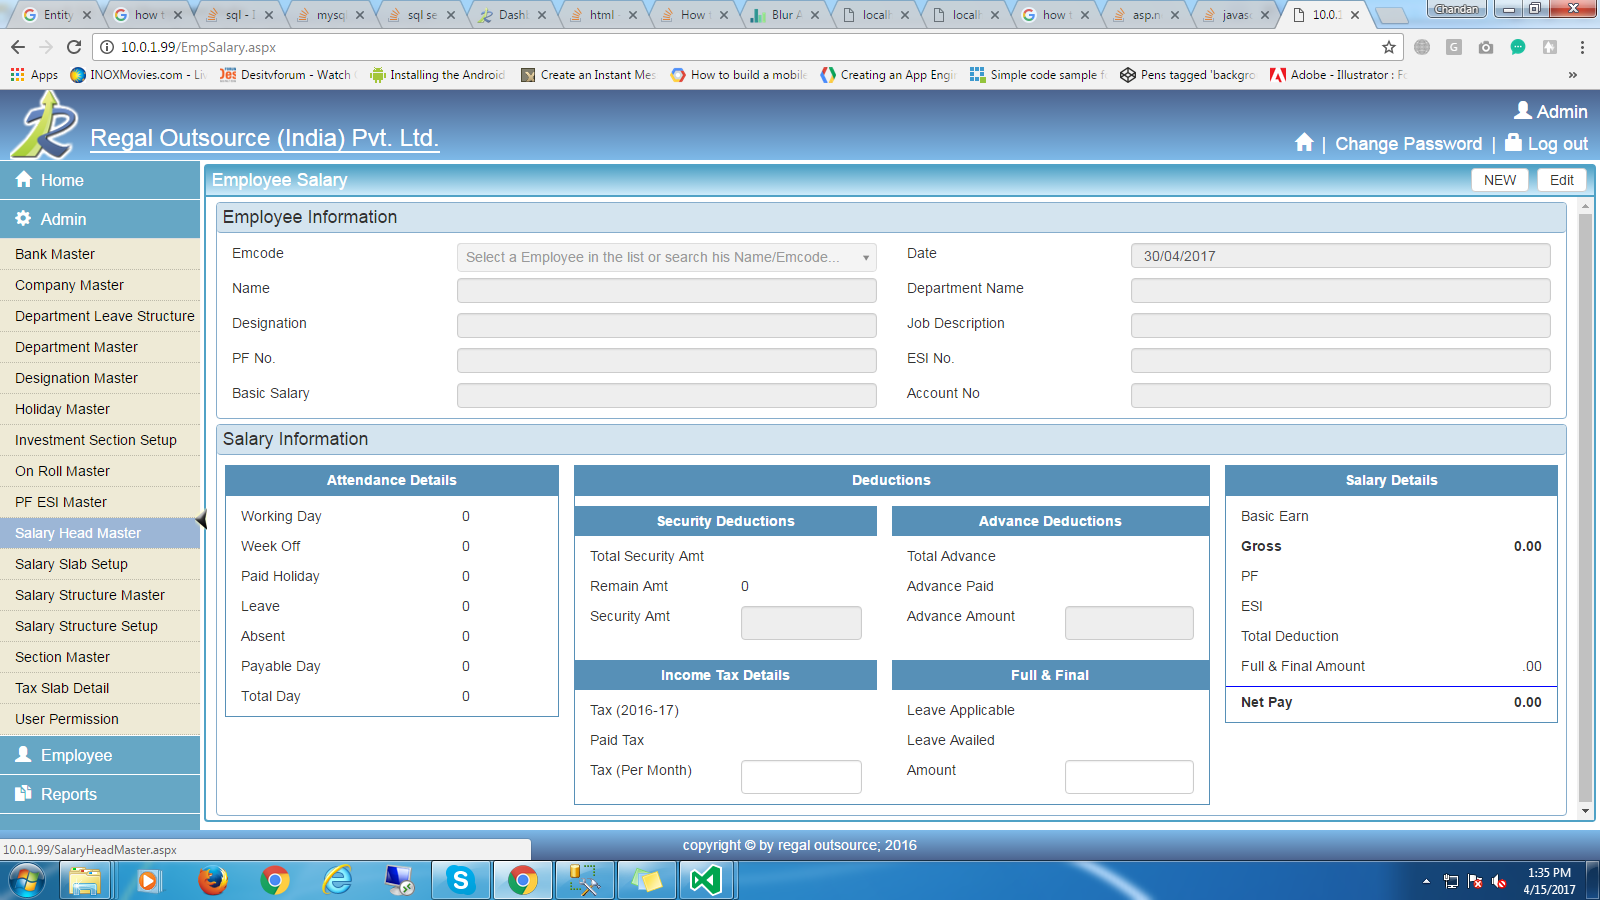 Entity
how t
sql - I
mysql
sql se
Dashl
html -
How t
Blur A
localh
localh
how t
asp.n
javas
10.0.1
Chandan
10.0.1.99/EmpSalary.aspx
Apps
INOXMovies.com - Liv
Desitvforum - Watch
Installing the Android
Create an Instant Mes
How to build a mobile
Creating an App Engi
Simple code sample f
Pens tagged 'backgro
Adobe - Illustrator : Fo
»
Regal Outsource (India) Pvt. Ltd.
Admin
| Change Password | Log out
Home
Admin
Bank Master
Company Master
Department Leave Structure
Department Master
Designation Master
Holiday Master
Investment Section Setup
On Roll Master
PF ESI Master
Salary Head Master
Salary Slab Setup
Salary Structure Master
Salary Structure Setup
Section Master
Tax Slab Detail
User Permission
Employee
Reports
Employee Salary
NEW
Edit
Employee Information
Emcode
Select a Employee in the list or search his Name/Emcode...
Date
30/04/2017
Name
Department Name
Designation
Job Description
PF No.
ESI No.
Basic Salary
Account No
Salary Information
Attendance Details
Working Day 0
Week Off 0
Paid Holiday 0
Leave 0
Absent 0
Payable Day 0
Total Day 0
Deductions
Security Deductions
Total Security Amt
Remain Amt 0
Security Amt
Advance Deductions
Total Advance
Advance Paid
Advance Amount
Income Tax Details
Tax (2016-17)
Paid Tax
Tax (Per Month)
Full & Final
Leave Applicable
Leave Availed
Amount
Salary Details
Basic Earn
Gross 0.00
PF
ESI
Total Deduction
Full & Final Amount .00
Net Pay 0.00
copyright © by regal outsource; 2016
10.0.1.99/SalaryHeadMaster.aspx
1:35 PM
4/15/2017